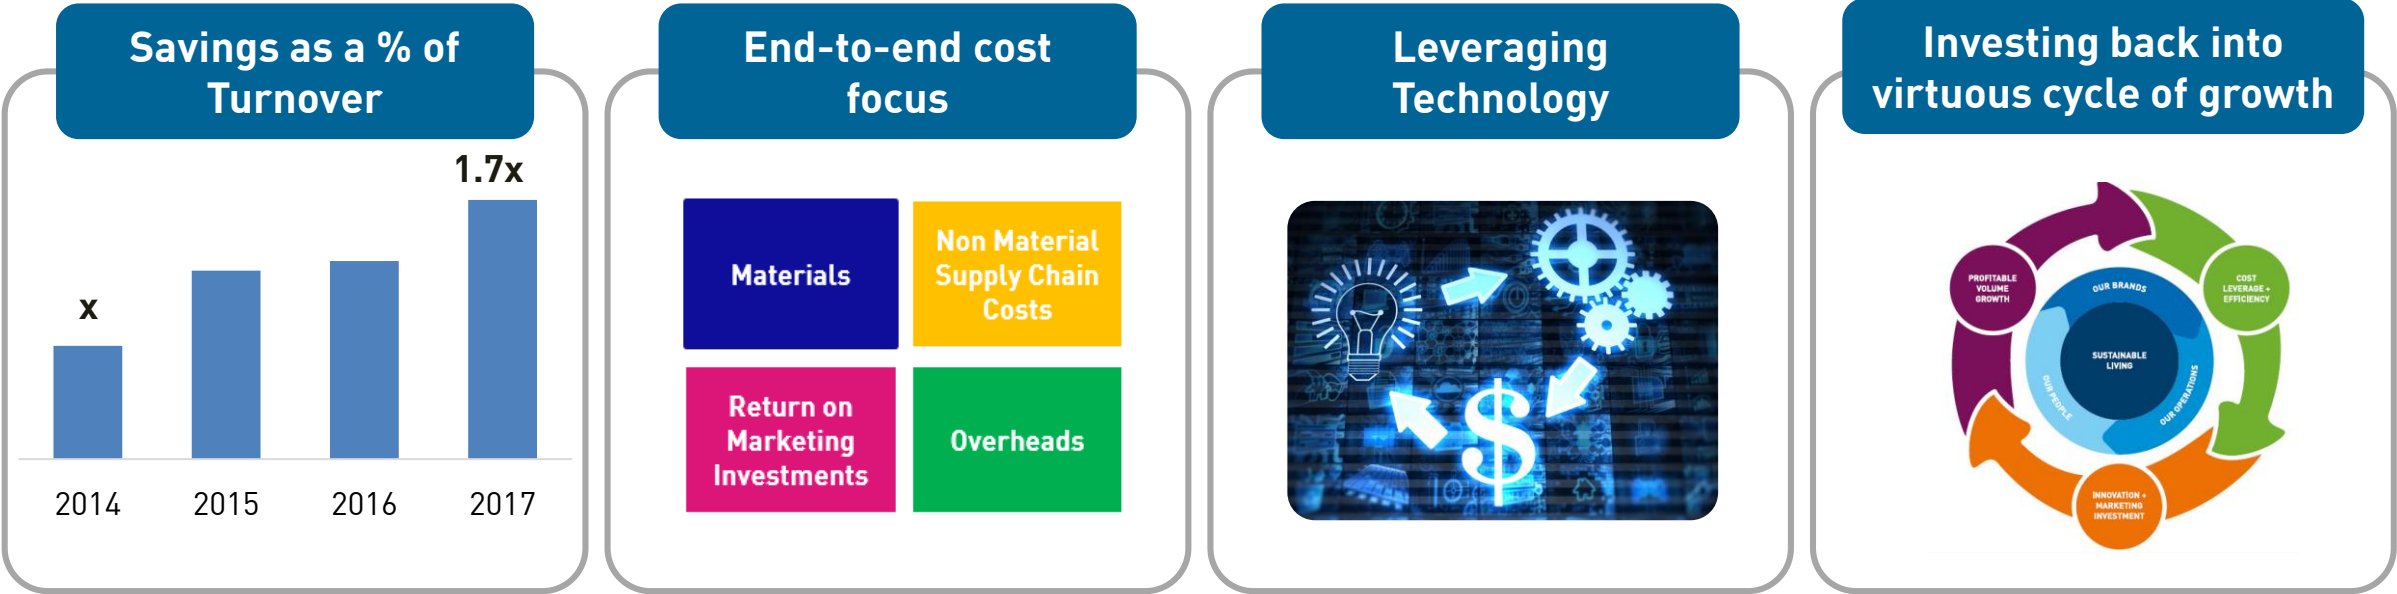 Savings as a % of
Turnover
1.7x
x
2014
2015
2016
2017
End-to-end cost
focus
Materials
Non Material
Supply Chain
Costs
Return on
Marketing
Investments
Overheads
Leveraging
Technology
$
Investing back into
virtuous cycle of growth
PROFITABLE
VOLUME
GROWTH
COST
LEVERAGE +
EFFICIENCY
INNOVATION +
MARKETING
INVESTMENT
OUR BRANDS
OUR OPERATIONS
OUR PEOPLE
SUSTAINABLE
LIVING